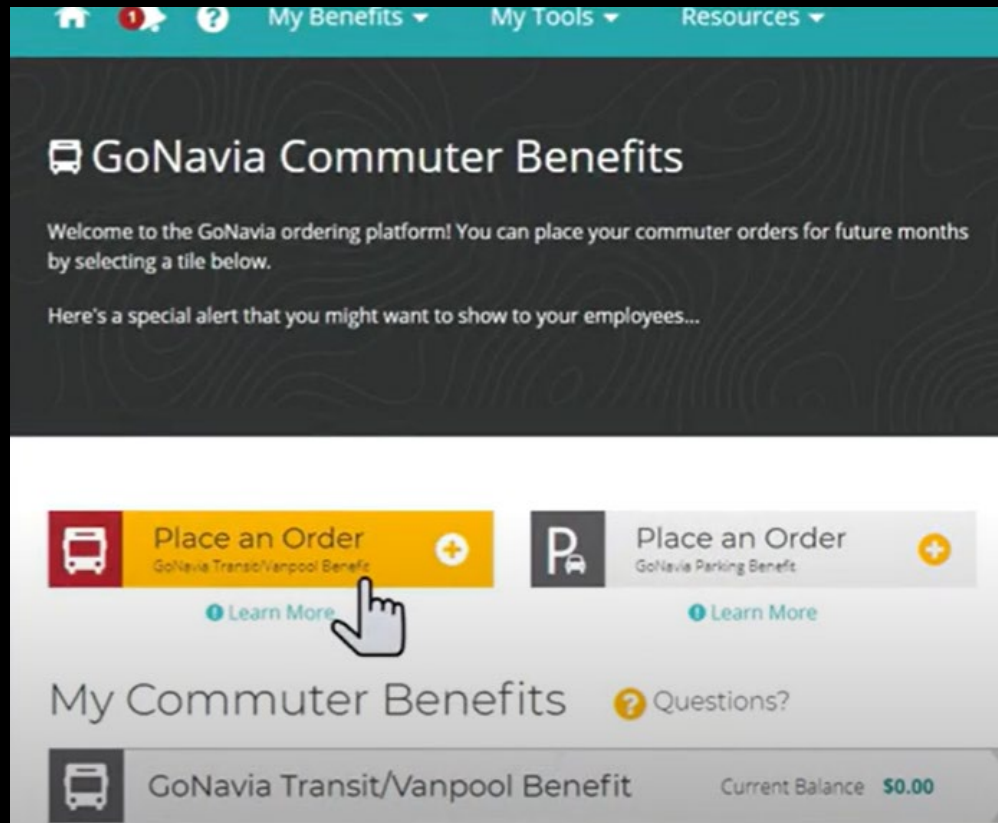 1 ? My Benefits My Tools Resources
GoNavia Commuter Benefits
Welcome to the GoNavia ordering platform! You can place your commuter orders for future months
by selecting a tile below.
Here's a special alert that you might want to show to your employees...
Place an Order
GoNavia Transit/Vanpool Benefit
Learn More
P Place an Order
GoNavia Parking Benefit
Learn More
My Commuter Benefits ? Questions?
GoNavia Transit/Vanpool Benefit Current Balance $0.00